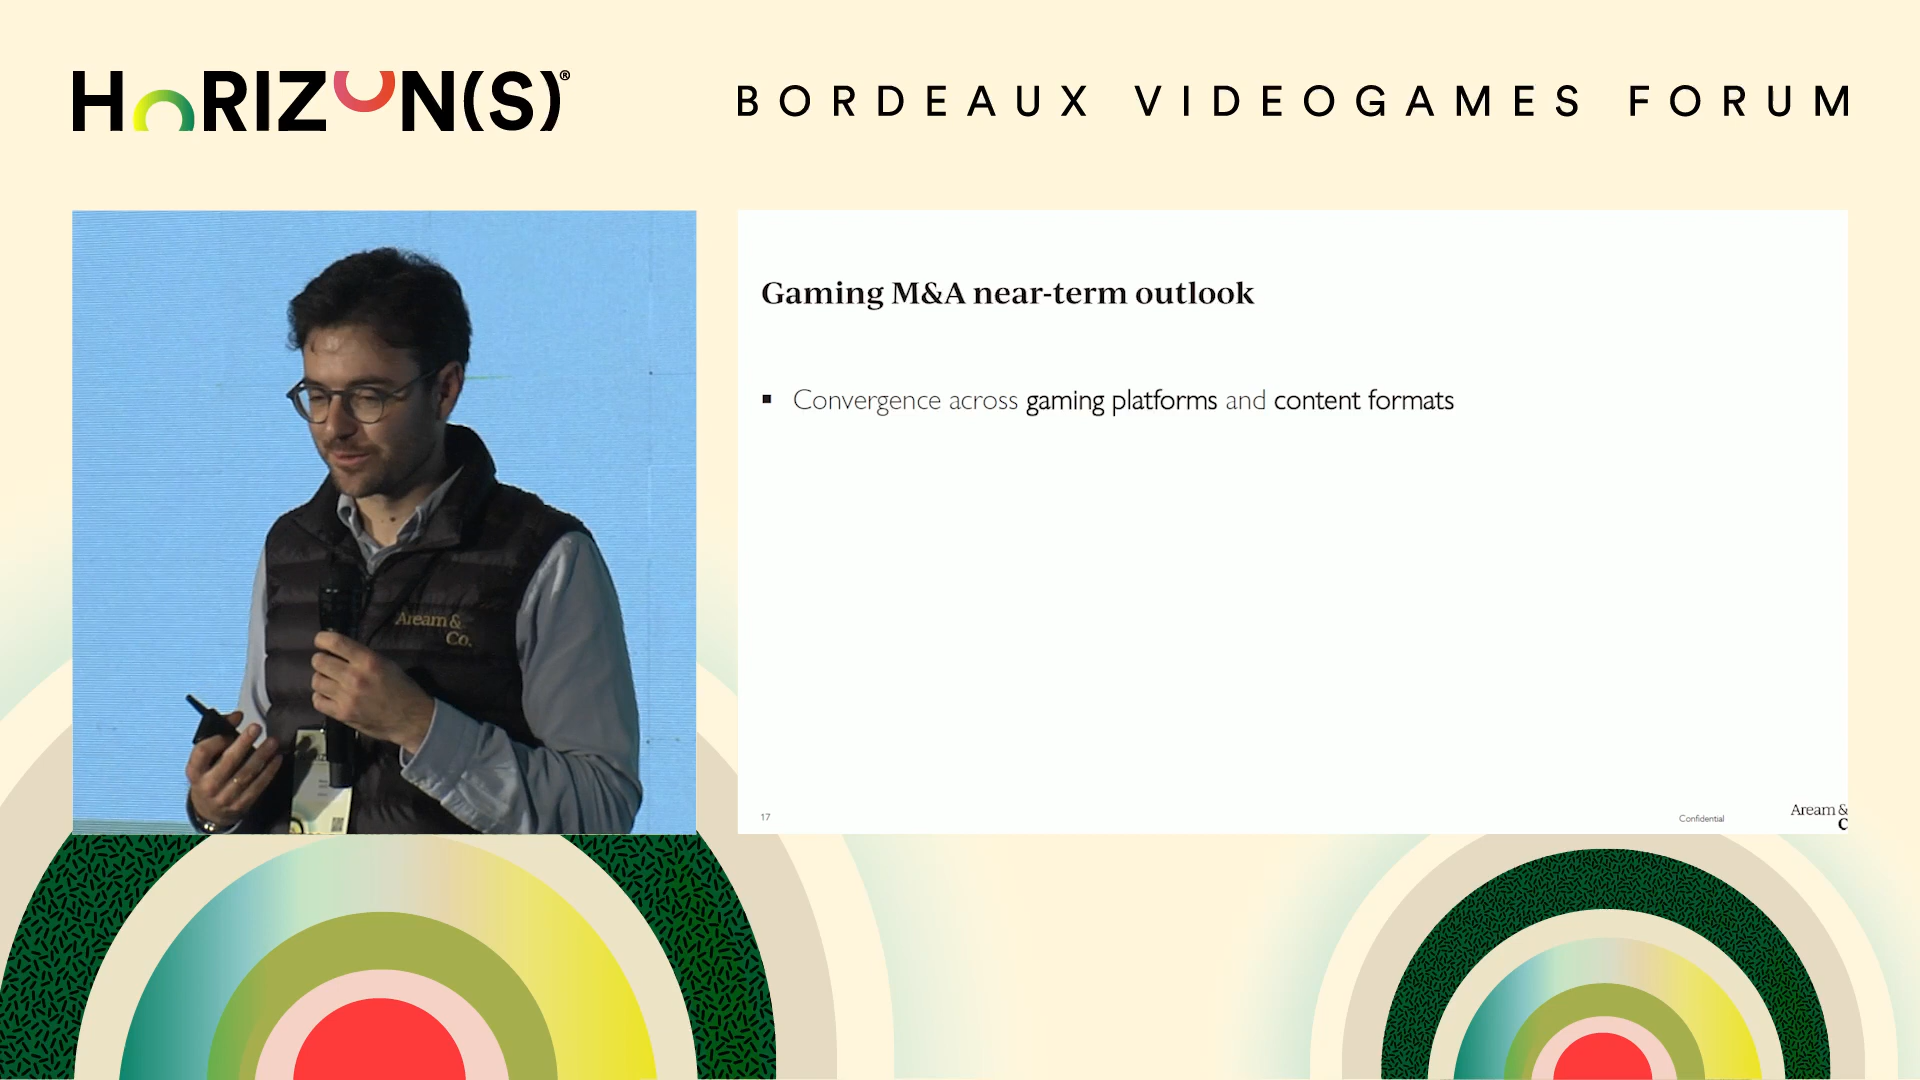 HORIZON(S)®
BORDEAUX VIDEOGAMES FORUM
Gaming M&A near-term outlook
▪ Convergence across gaming platforms and content formats
Aream &
Co.
17
Confidential
Aream &
C